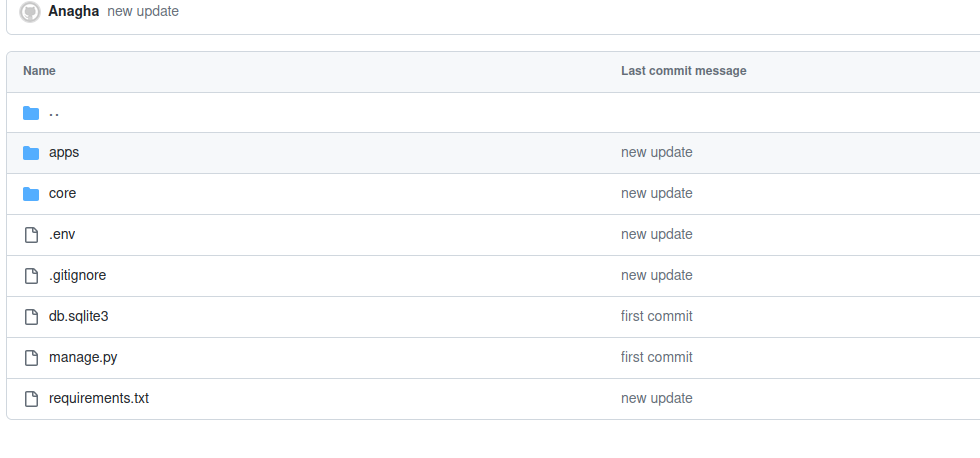 Anagha new update
Name Last commit message
..
apps new update
core new update
.env new update
.gitignore new update
db.sqlite3 first commit
manage.py first commit
requirements.txt new update